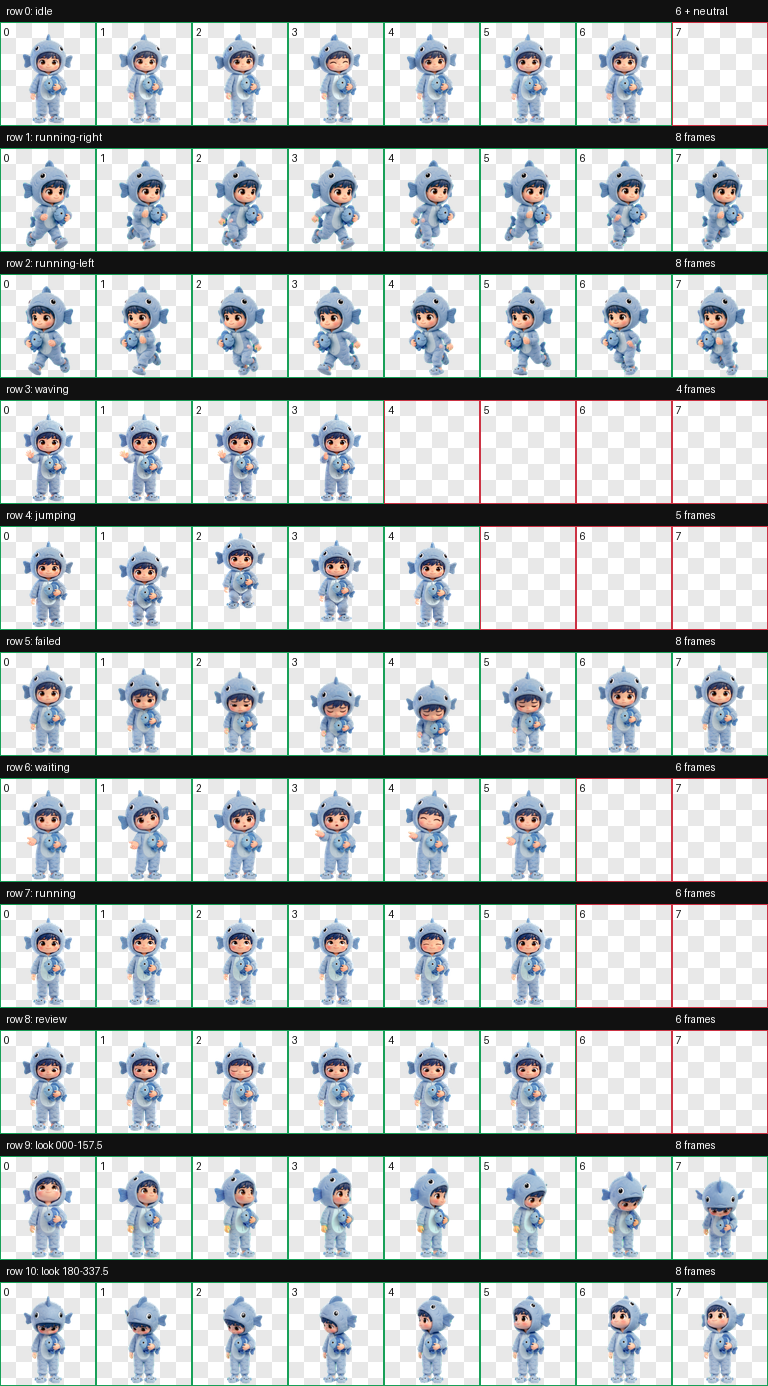 row 0: idle 6 + neutral
0 1 2 3 4 5 6 7
row 1: running-right 8 frames
0 1 2 3 4 5 6 7
row 2: running-left 8 frames
0 1 2 3 4 5 6 7
row 3: waving 4 frames
0 1 2 3 4 5 6 7
row 4: jumping 5 frames
0 1 2 3 4 5 6 7
row 5: failed 8 frames
0 1 2 3 4 5 6 7
row 6: waiting 6 frames
0 1 2 3 4 5 6 7
row 7: running 6 frames
0 1 2 3 4 5 6 7
row 8: review 6 frames
0 1 2 3 4 5 6 7
row 9: look 000-157.5 8 frames
0 1 2 3 4 5 6 7
row 10: look 180-337.5 8 frames
0 1 2 3 4 5 6 7